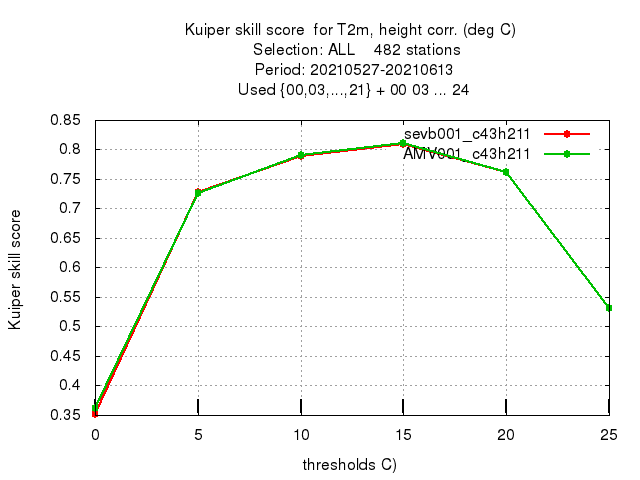 Kuiper skill score  for T2m, height corr. (deg C)
Selection: ALL    482 stations
Period: 20210527-20210613
Used {00,03,...,21} + 00 03 ... 24
0.85
sevb001_c43h211
0.8
AMV001_c43h211
0.75
0.7
0.65
0.6
0.55
0.5
0.45
0.4
0.35
Kuiper skill score
0 5 10 15 20 25
thresholds C)